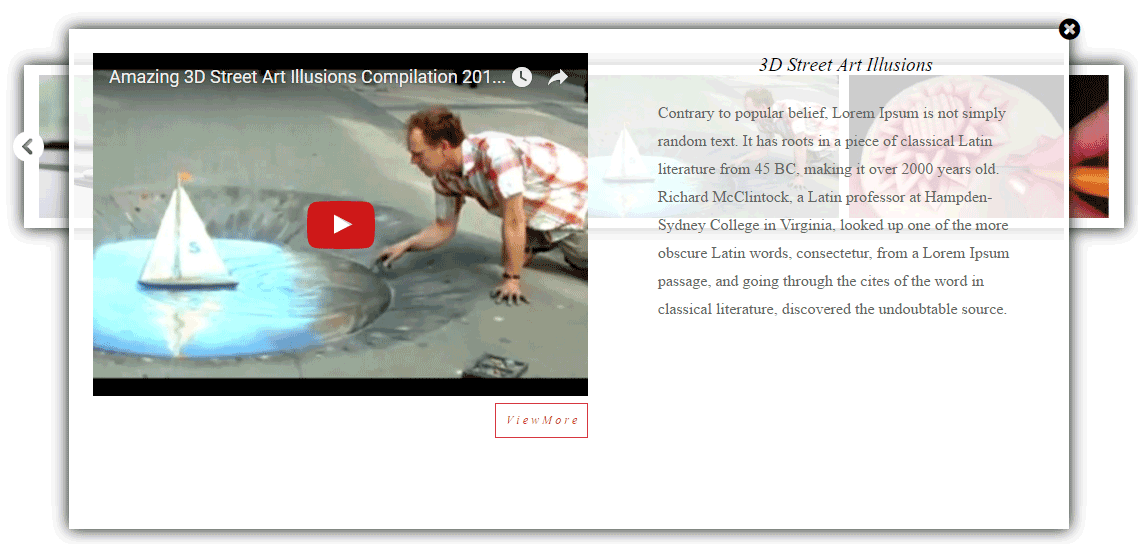 Amazing 3D Street Art Illusions Compilation 201...
S
ViewMore
3D Street Art Illusions
Contrary to popular belief, Lorem Ipsum is not simply
random text. It has roots in a piece of classical Latin
literature from 45 BC, making it over 2000 years old.
Richard McClintock, a Latin professor at Hampden-
Sydney College in Virginia, looked up one of the more
obscure Latin words, consectetur, from a Lorem Ipsum
passage, and going through the cites of the word in
classical literature, discovered the undoubtable source.